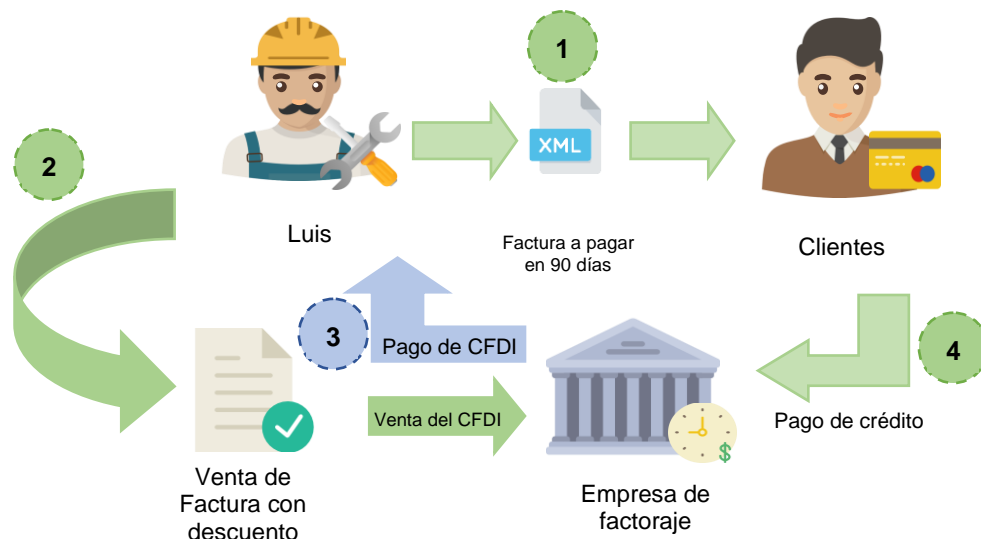 1
XML
2
Luis
Factura a pagar
en 90 días
Clientes
3
Pago de CFDI
4
Venta del CFDI
Pago de crédito
$
Venta de
Factura con
descuento
Empresa de
factoraje